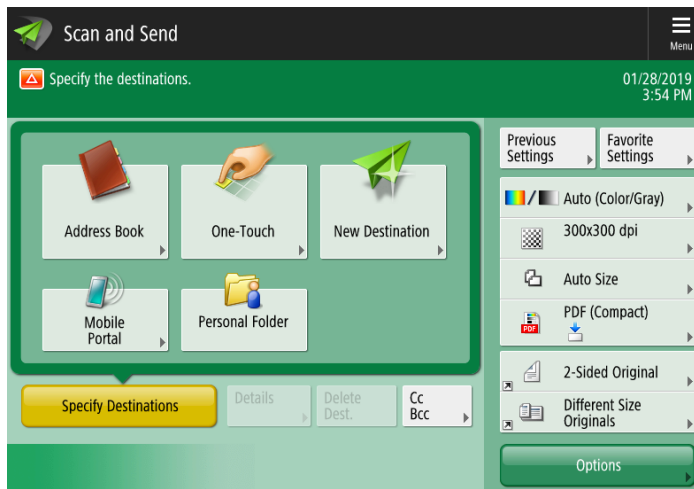 Scan and Send
Menu
Specify the destinations.
01/28/2019
3:54 PM
Address Book
One-Touch
New Destination
Mobile
Portal
Personal Folder
Specify Destinations
Details
Delete
Dest.
Cc
Bcc
Previous
Settings
Favorite
Settings
Auto (Color/Gray)
300x300 dpi
Auto Size
PDF
PDF (Compact)
2-Sided Original
Different Size
Originals
Options